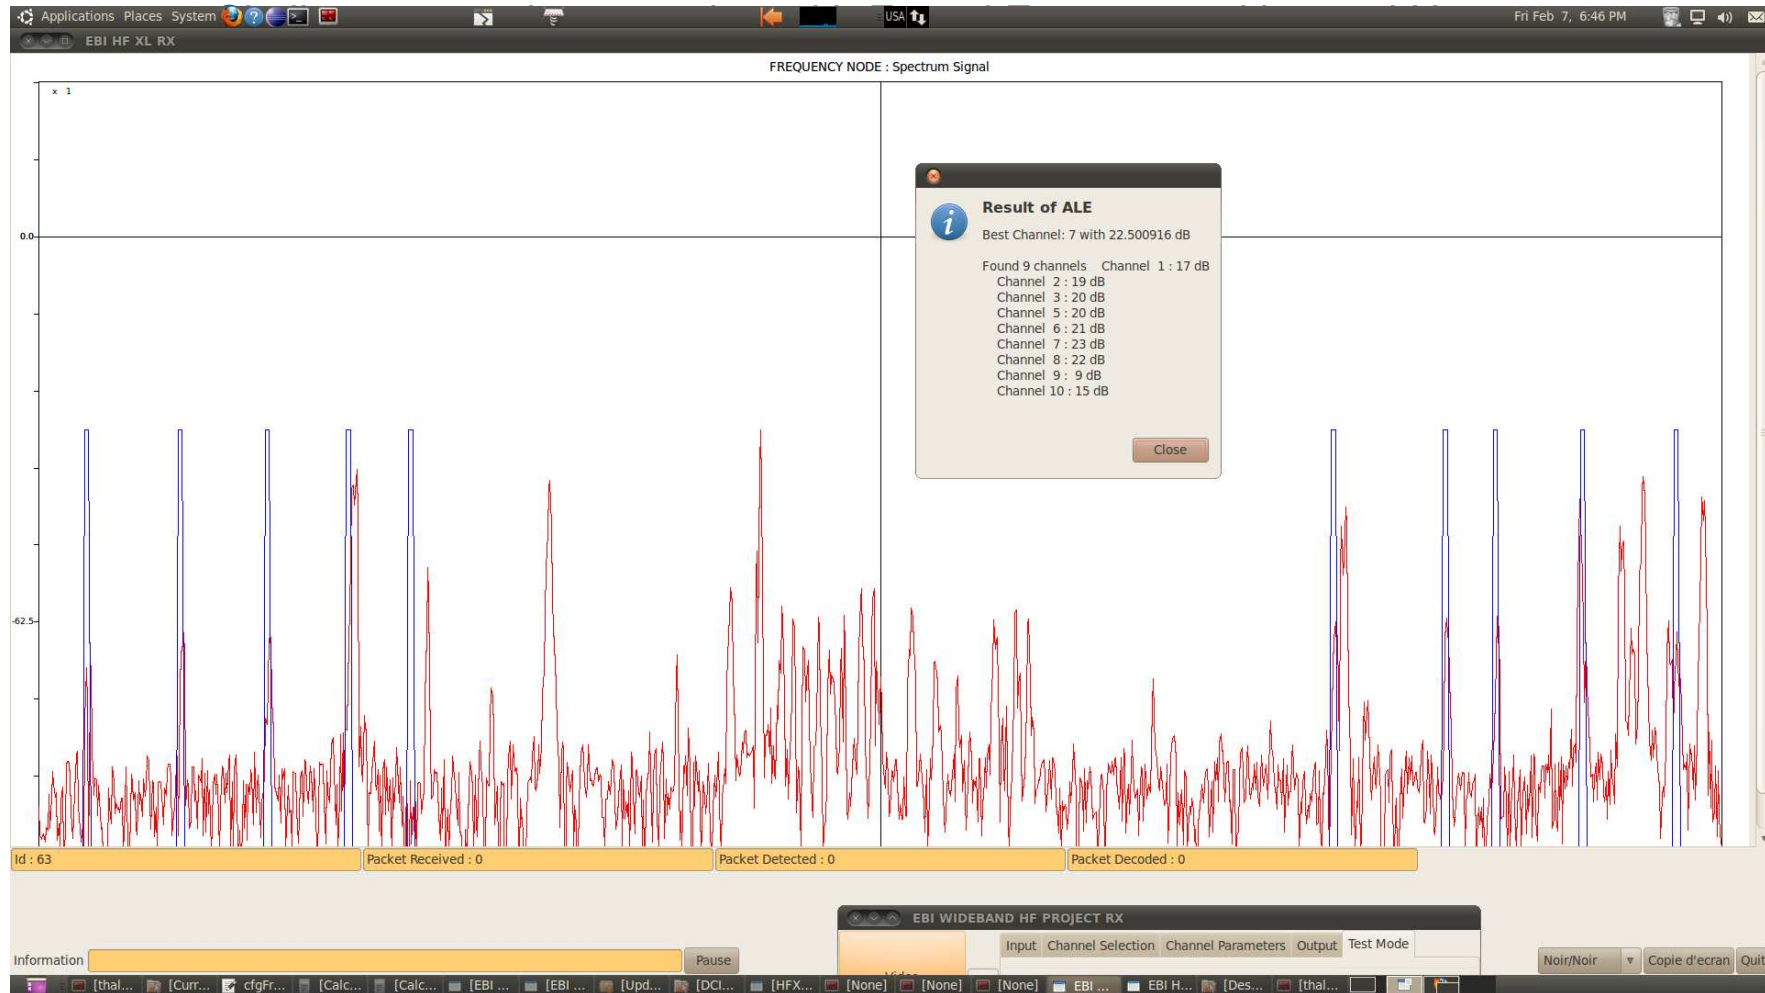 Applications Places System
USA
Fri Feb 7, 6:46 PM
EBI HF XL RX
FREQUENCY NODE : Spectrum Signal
x 1
0.0
-62.5
Result of ALE
Best Channel: 7 with 22.500916 dB
Found 9 channels Channel 1 : 17 dB
Channel 2 : 19 dB
Channel 3 : 20 dB
Channel 5 : 20 dB
Channel 6 : 21 dB
Channel 7 : 23 dB
Channel 8 : 22 dB
Channel 9 : 9 dB
Channel 10 : 15 dB
Close
Id : 63
Packet Received : 0
Packet Detected : 0
Packet Decoded : 0
EBI WIDEBAND HF PROJECT RX
Input Channel Selection Channel Parameters Output Test Mode
Information
Pause
Noir/Noir
Copie d'ecran
Quit
[thal... [Curr... cfgFr... [Calc... [Calc... [EBI ... [EBI ... [Upd... [DCI... [HFX... [None] [None] [None] EBI ... EBI H... [Des... [thal...